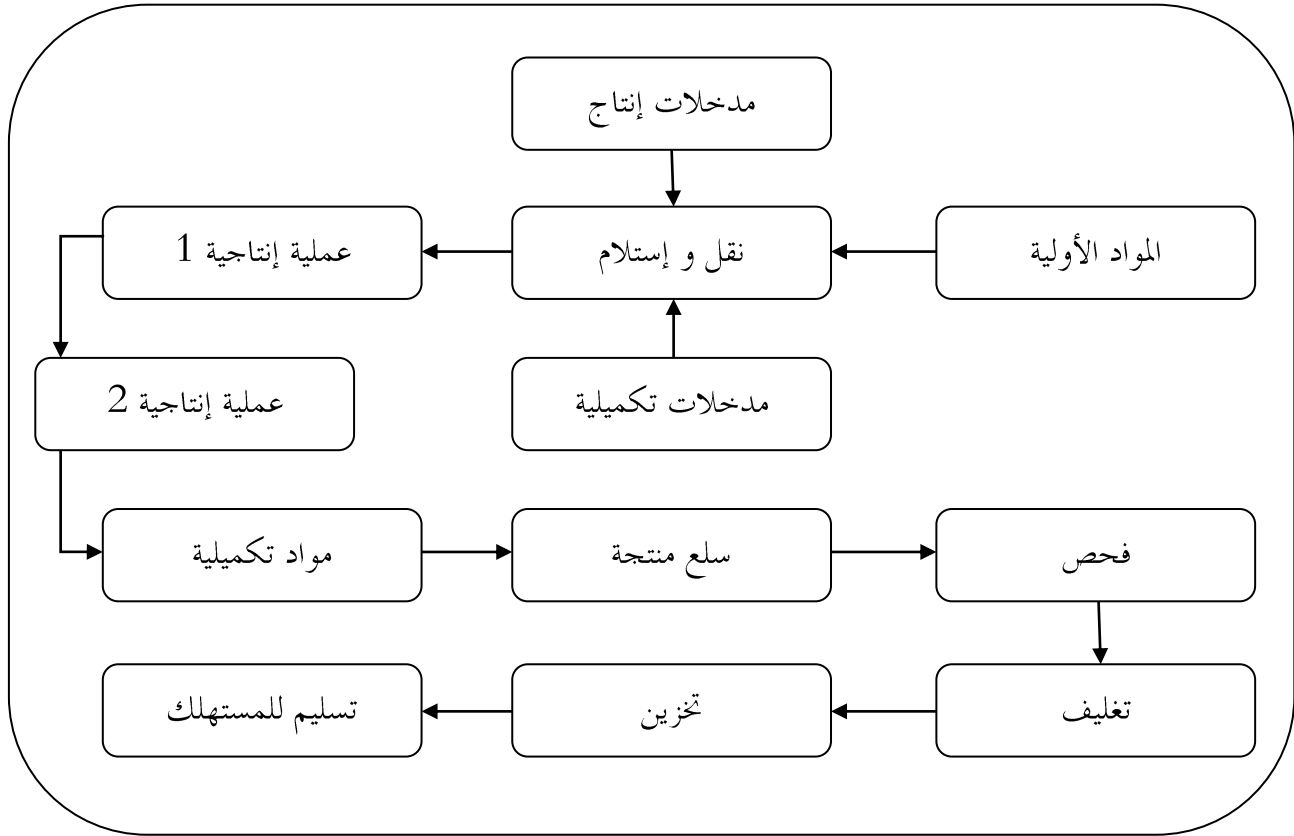 مدخلات إنتاج
المواد الأولية
نقل و إستلام
عملية إنتاجية 1
مدخلات تكميلية
عملية إنتاجية 2
مواد تكميلية
سلع منتجة
فحص
تغليف
تخزين
تسليم للمستهلك